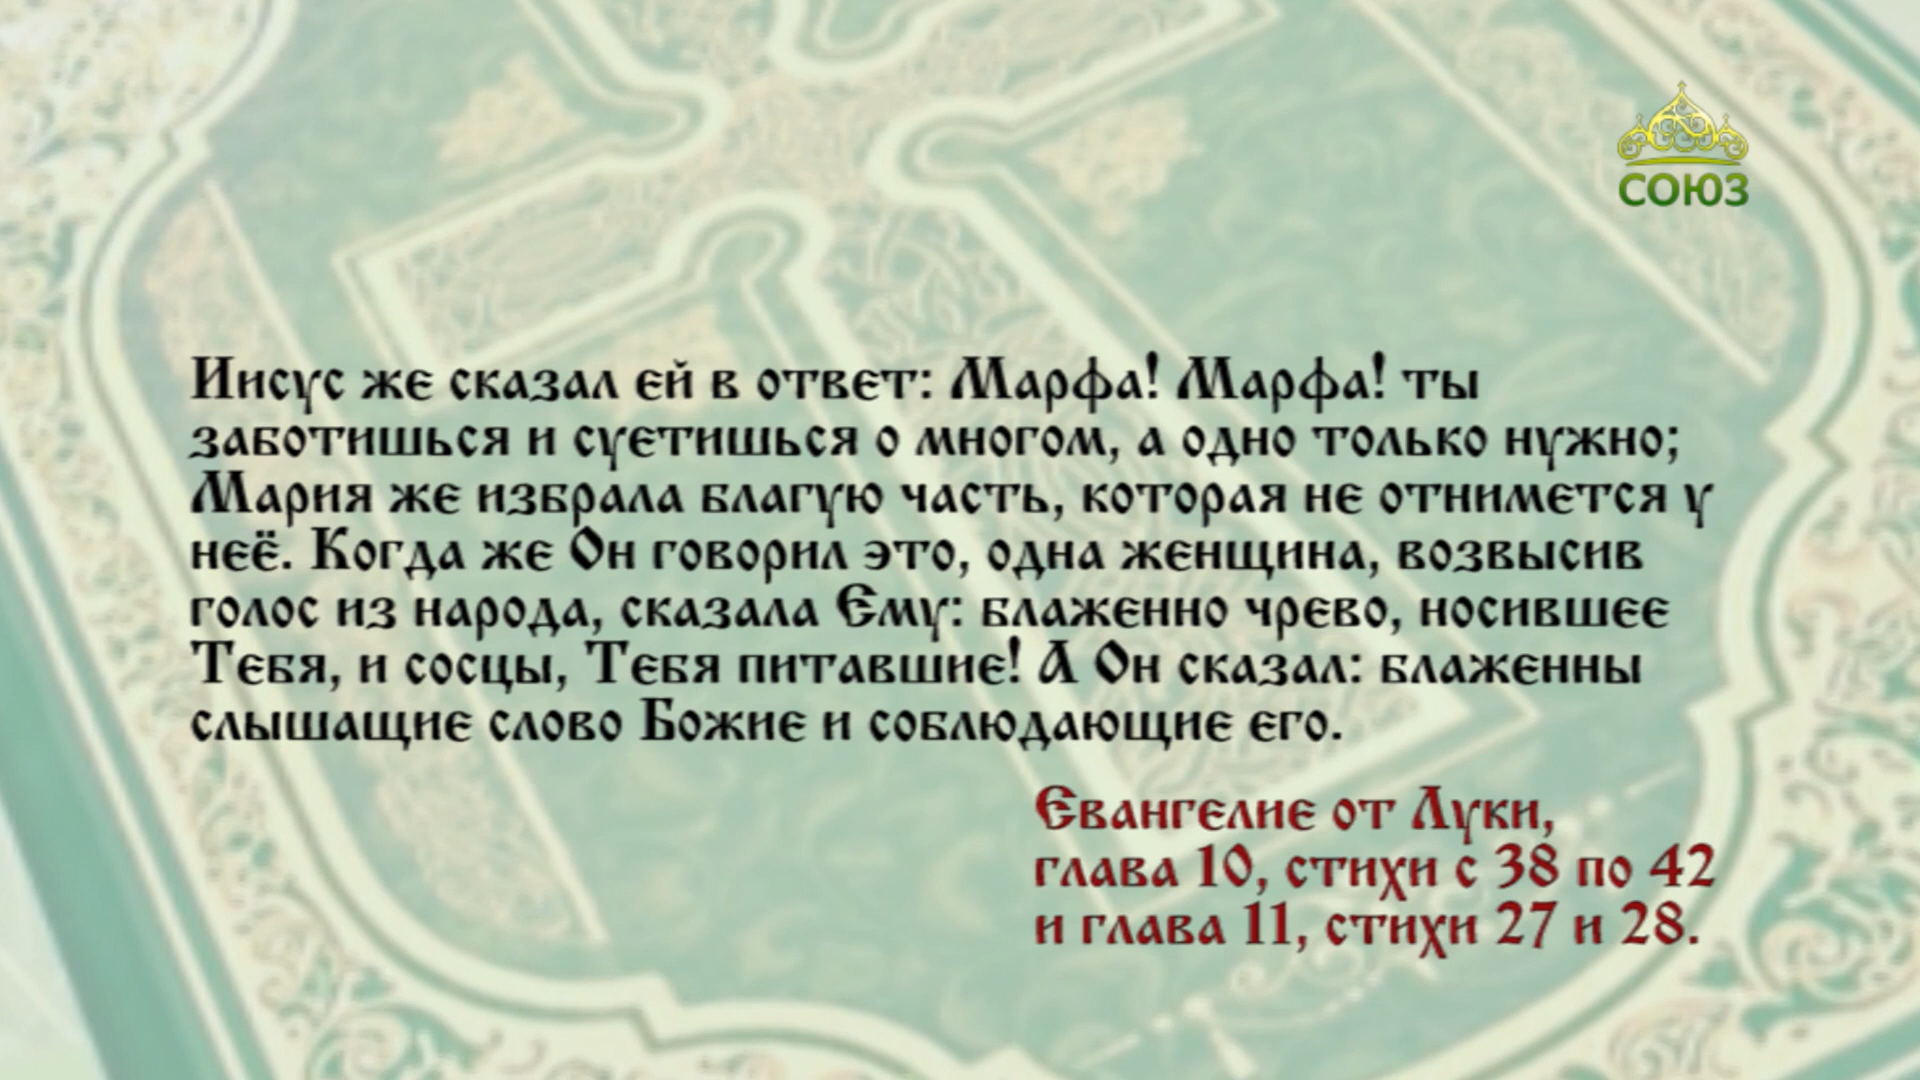 СОЮЗ
Иисус же сказал ей в ответ: Марфа! Марфа! ты
заботишься и суетишься о многом, а одно только нужно;
Мария же избрала благую часть, которая не отнимется у
неё. Когда же Он говорил это, одна женщина, возвысив
голос из народа, сказала Ему: блаженно чрево, носившее
Тебя, и сосцы, Тебя питавшие! А Он сказал: блаженны
слышащие слово Божие и соблюдающие его.
Евангелие от Луки,
глава 10, стихи с 38 по 42
и глава 11, стихи 27 и 28.